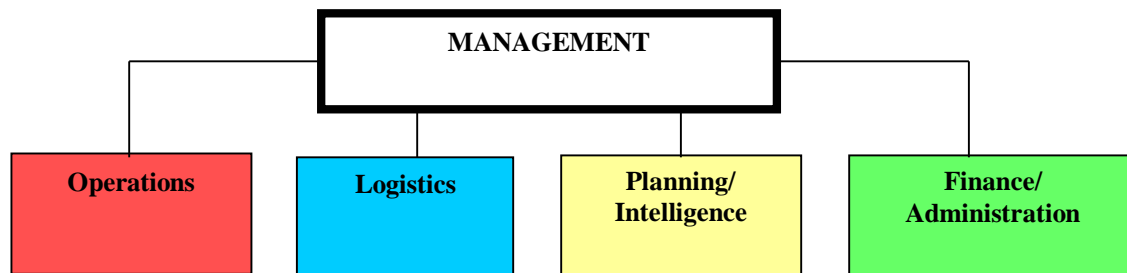 MANAGEMENT
Operations
Logistics
Planning/
Intelligence
Finance/
Administration